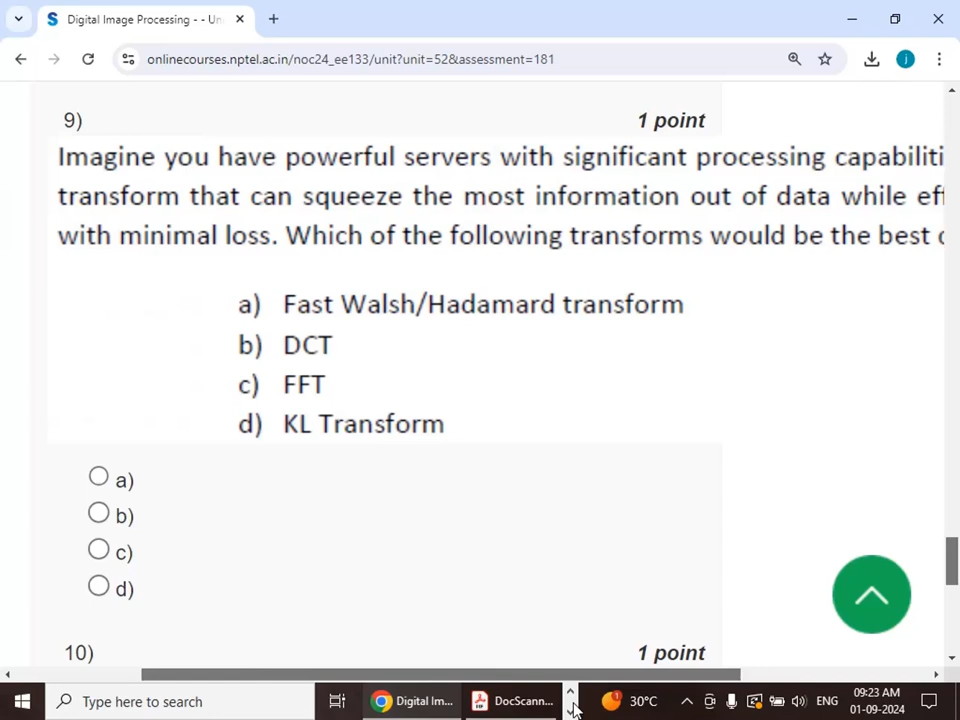 Digital Image Processing - - Un
onlinecourses.nptel.ac.in/noc24_ee133/unit?unit=52&assessment=181
i
9)
1 point
Imagine you have powerful servers with significant processing capabiliti
transform that can squeeze the most information out of data while eff
with minimal loss. Which of the following transforms would be the best
a) Fast Walsh/Hadamard transform
b) DCT
c) FFT
d) KL Transform
a)
b)
c)
d)
10)
1 point
Type here to search
Digital Im...
DocScann...
1
30°C
ENG
09:23 AM
01-09-2024